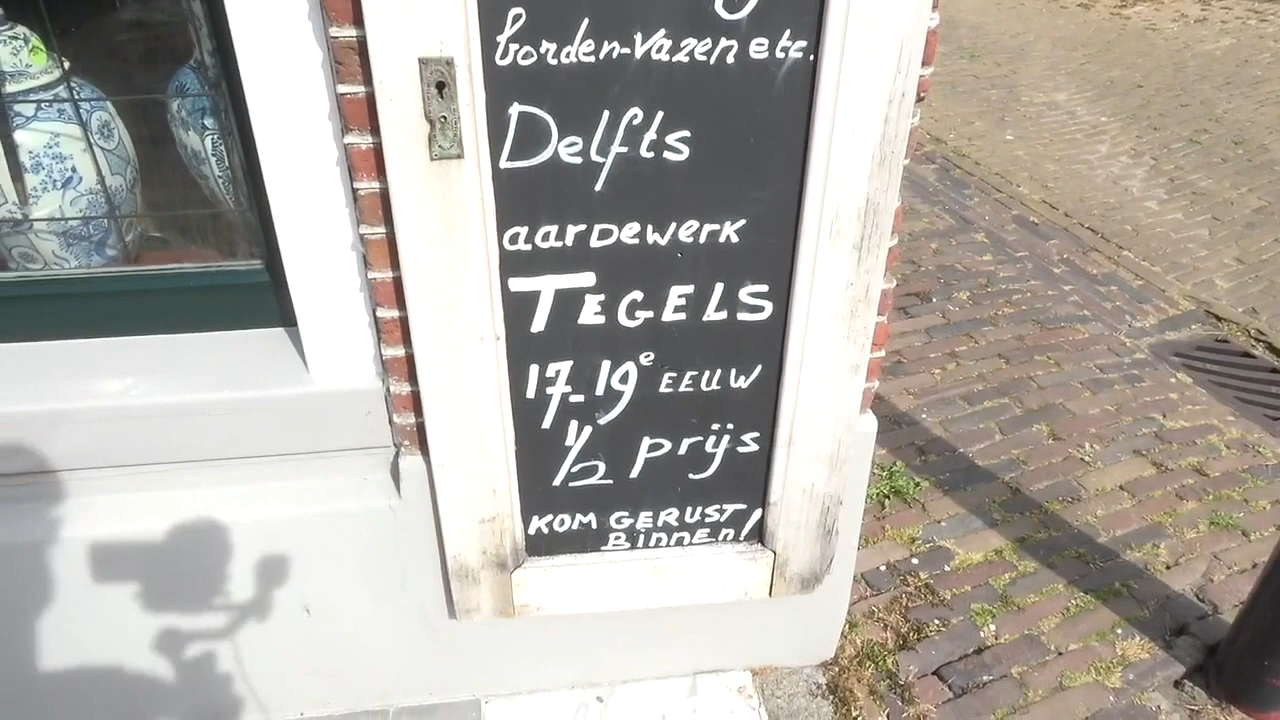 borden-vazen etc.
Delfts
aardewerk
TEGELS
17-19e EEUW
1/2 prijs
KOM GERUST
Binnen!